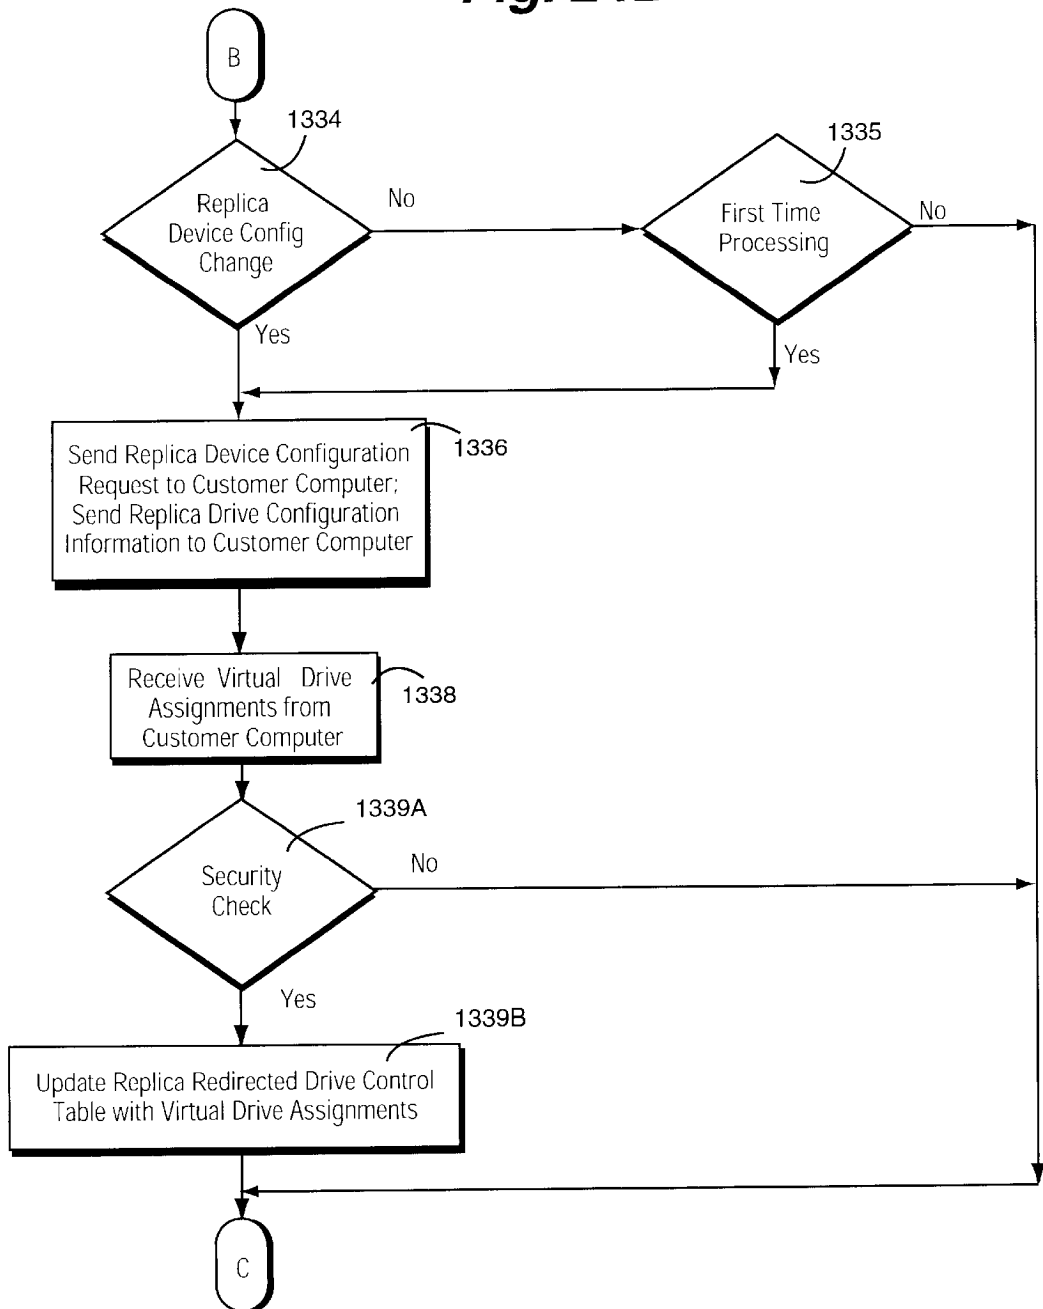 B
1334
1335
Replica
Device Config
Change
No
First Time
Processing
No
Yes
Yes
1336
Send Replica Device Configuration
Request to Customer Computer;
Send Replica Drive Configuration
Information to Customer Computer
Receive Virtual Drive
Assignments from
Customer Computer
1338
1339A
Security
Check
No
Yes
1339B
Update Replica Redirected Drive Control
Table with Virtual Drive Assignments
C